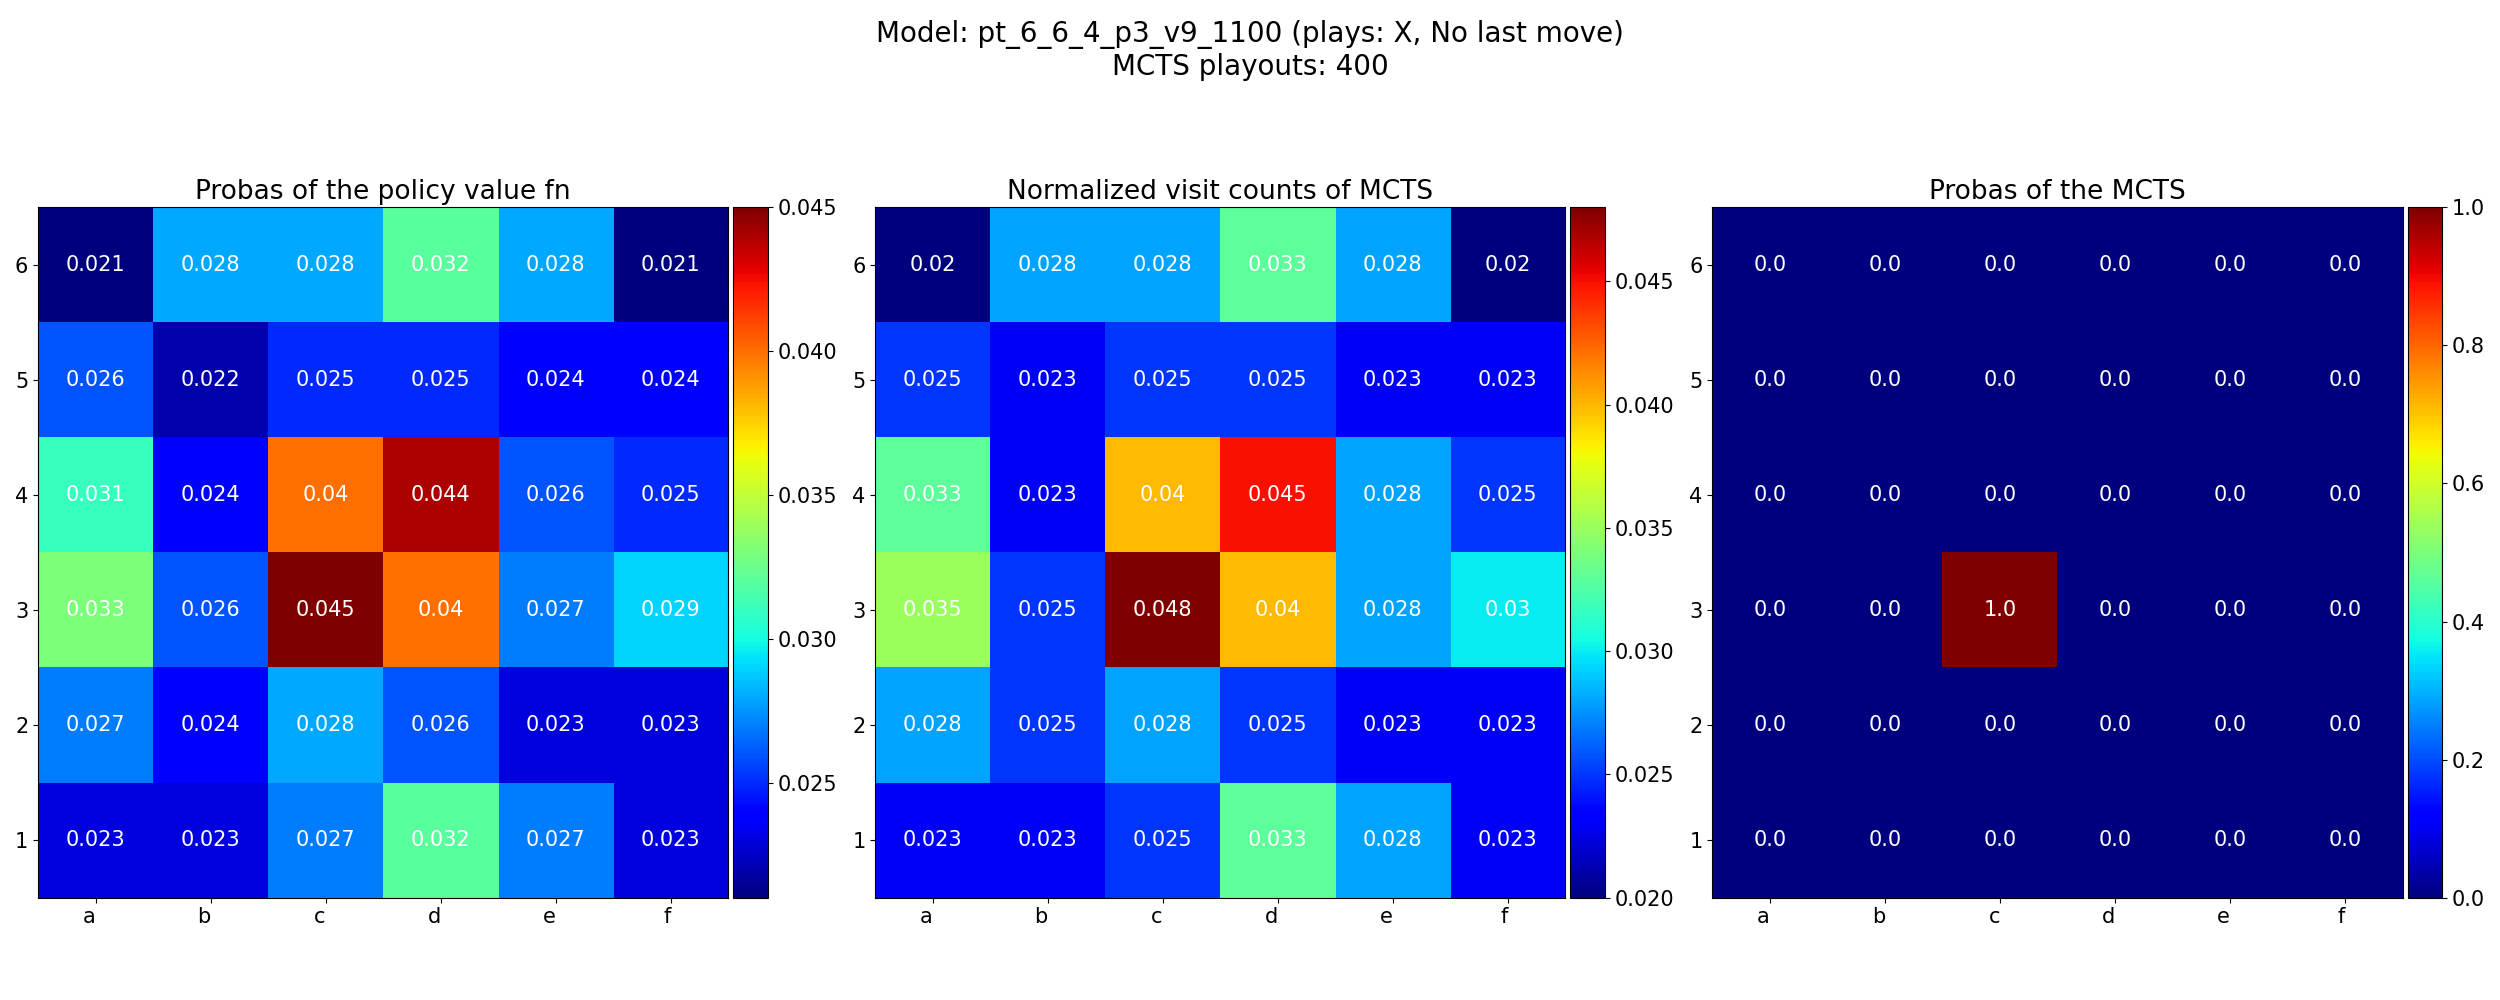 Model: pt_6_6_4_p3_v9_1100 (plays: X, No last move)
MCTS playouts: 400
Probas of the policy value fn
6 0.021 0.028 0.028 0.032 0.028 0.021
5 0.026 0.022 0.025 0.025 0.024 0.024
4 0.031 0.024 0.04 0.044 0.026 0.025
3 0.033 0.026 0.045 0.04 0.027 0.029
2 0.027 0.024 0.028 0.026 0.023 0.023
1 0.023 0.023 0.027 0.032 0.027 0.023
a b c d e f
0.045
0.040
0.035
0.030
0.025
Normalized visit counts of MCTS
6 0.02 0.028 0.028 0.033 0.028 0.02
5 0.025 0.023 0.025 0.025 0.023 0.023
4 0.033 0.023 0.04 0.045 0.028 0.025
3 0.035 0.025 0.048 0.04 0.028 0.03
2 0.028 0.025 0.028 0.025 0.023 0.023
1 0.023 0.023 0.025 0.033 0.028 0.023
a b c d e f
0.045
0.040
0.035
0.030
0.025
0.020
Probas of the MCTS
6 0.0 0.0 0.0 0.0 0.0 0.0
5 0.0 0.0 0.0 0.0 0.0 0.0
4 0.0 0.0 0.0 0.0 0.0 0.0
3 0.0 0.0 1.0 0.0 0.0 0.0
2 0.0 0.0 0.0 0.0 0.0 0.0
1 0.0 0.0 0.0 0.0 0.0 0.0
a b c d e f
1.0
0.8
0.6
0.4
0.2
0.0